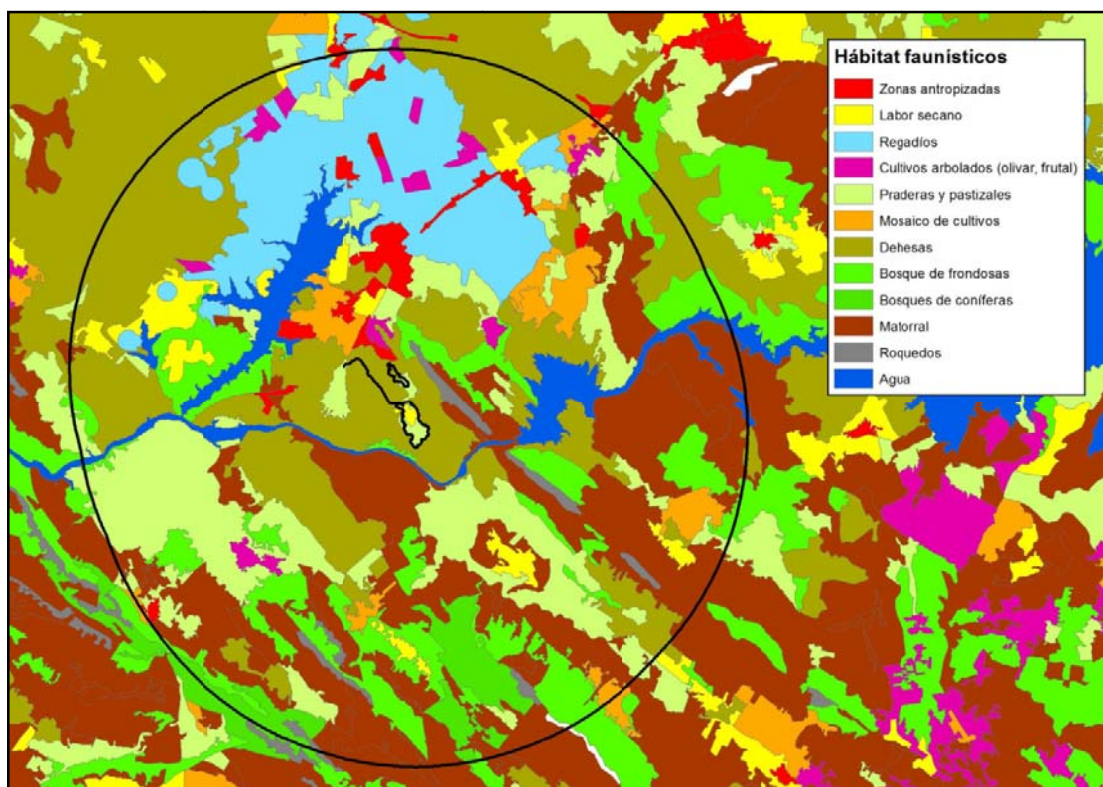 Hábitat faunísticos
Zonas antropizadas
Labor secano
Regadíos
Cultivos arbolados (olivar, frutal)
Praderas y pastizales
Mosaico de cultivos
Dehesas
Bosque de frondosas
Bosques de coníferas
Matorral
Roquedos
Agua